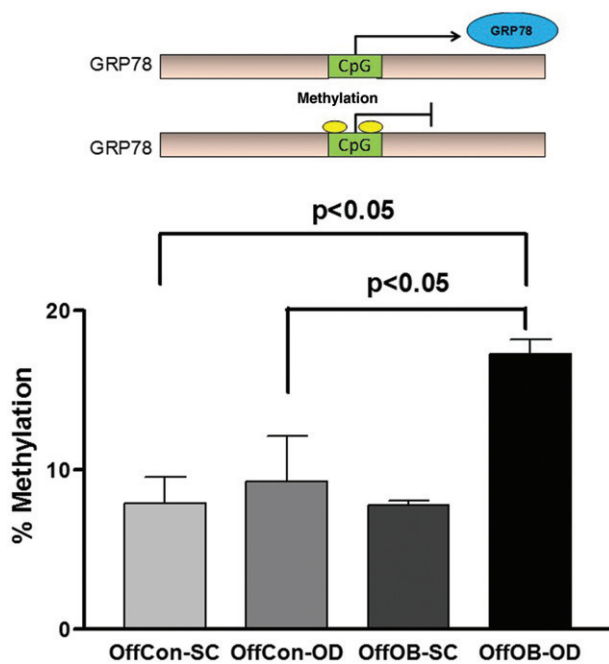 GRP78
GRP78
CpG
Methylation
GRP78
CpG
p<0.05
p<0.05
20
10
0
% Methylation
OffCon-SC
OffCon-OD
OffOB-SC
OffOB-OD